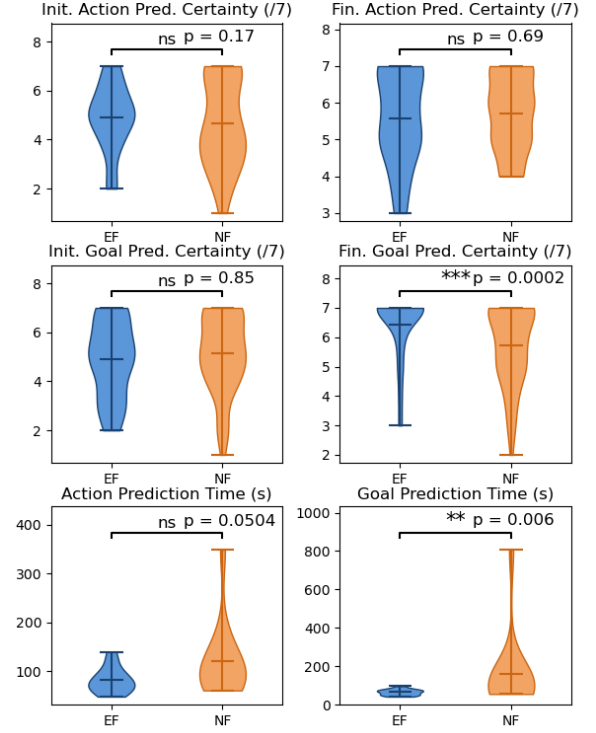 Init. Action Pred. Certainty (/7)
ns p = 0.17
8
6
4
2
EF NF
Fin. Action Pred. Certainty (/7)
ns p = 0.69
8
7
6
5
4
3
EF NF
Init. Goal Pred. Certainty (/7)
ns p = 0.85
8
6
4
2
EF NF
Fin. Goal Pred. Certainty (/7)
*** p = 0.0002
8
7
6
5
4
3
2
EF NF
Action Prediction Time (s)
ns p = 0.0504
400
300
200
100
EF NF
Goal Prediction Time (s)
** p = 0.006
1000
800
600
400
200
0
EF NF